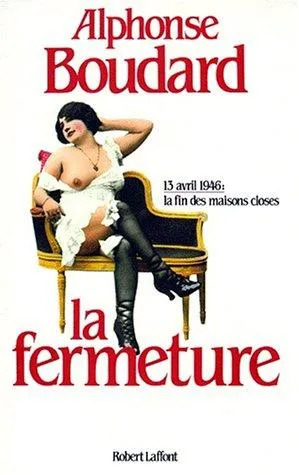 Alphonse
Boudard
13 avril 1946:
la fin des maisons closes
la
fermeture
Robert Laffont